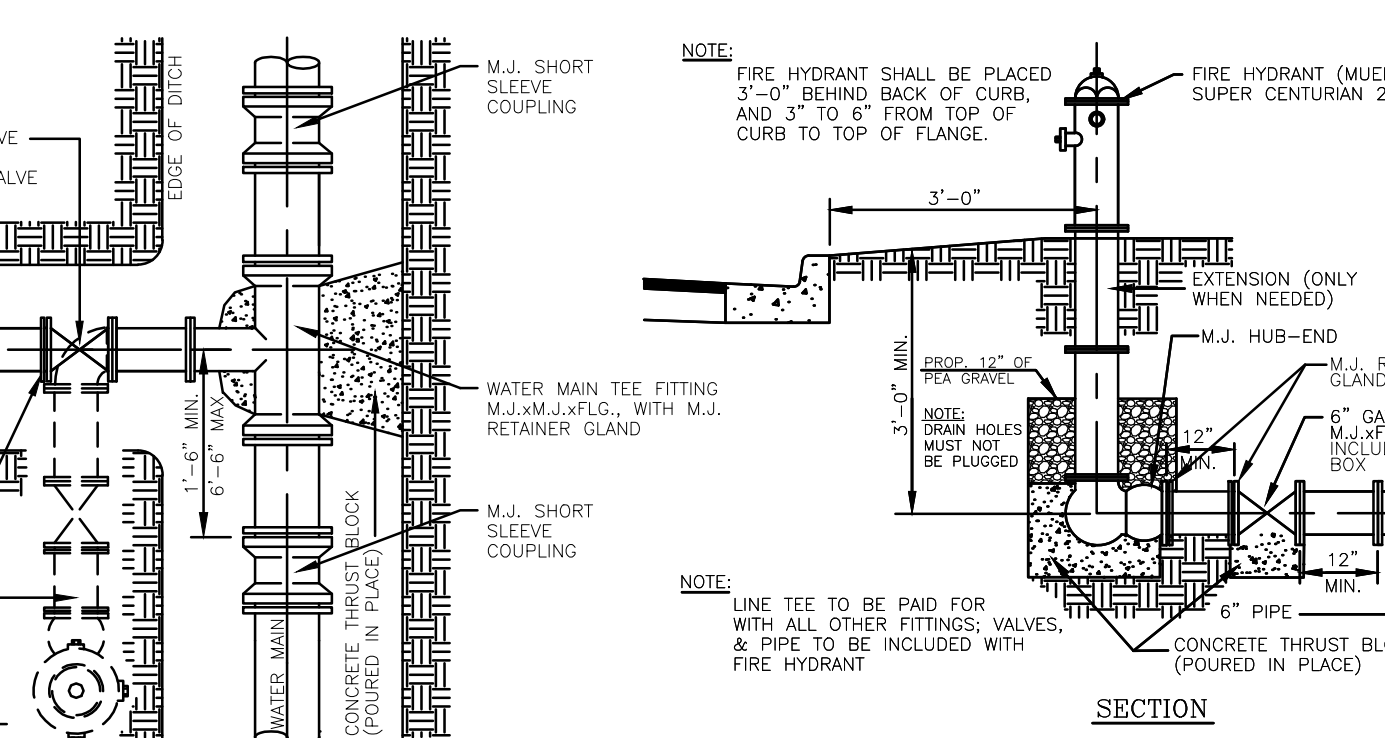 VE
ALVE
EDGE OF DITCH
M.J. SHORT
SLEEVE
COUPLING
WATER MAIN TEE FITTING
M.J.xM.J.xFLG., WITH M.J.
RETAINER GLAND
1'-6" MIN.
6'-6" MAX.
M.J. SHORT
SLEEVE
COUPLING
WATER MAIN
CONCRETE THRUST BLOCK
(POURED IN PLACE)
NOTE:
FIRE HYDRANT SHALL BE PLACED
3'-0" BEHIND BACK OF CURB,
AND 3" TO 6" FROM TOP OF
CURB TO TOP OF FLANGE.
FIRE HYDRANT (MUE
SUPER CENTURIAN 2
3'-0"
EXTENSION (ONLY
WHEN NEEDED)
M.J. HUB-END
3'-0" MIN.
PROP. 12" OF
PEA GRAVEL
NOTE:
DRAIN HOLES
MUST NOT
BE PLUGGED
M.J. R
GLAND
6" GA
M.J.xF
INCLU
BOX
12"
MIN.
12"
MIN.
6" PIPE
NOTE:
LINE TEE TO BE PAID FOR
WITH ALL OTHER FITTINGS; VALVES,
& PIPE TO BE INCLUDED WITH
FIRE HYDRANT
CONCRETE THRUST BLO
(POURED IN PLACE)
SECTION